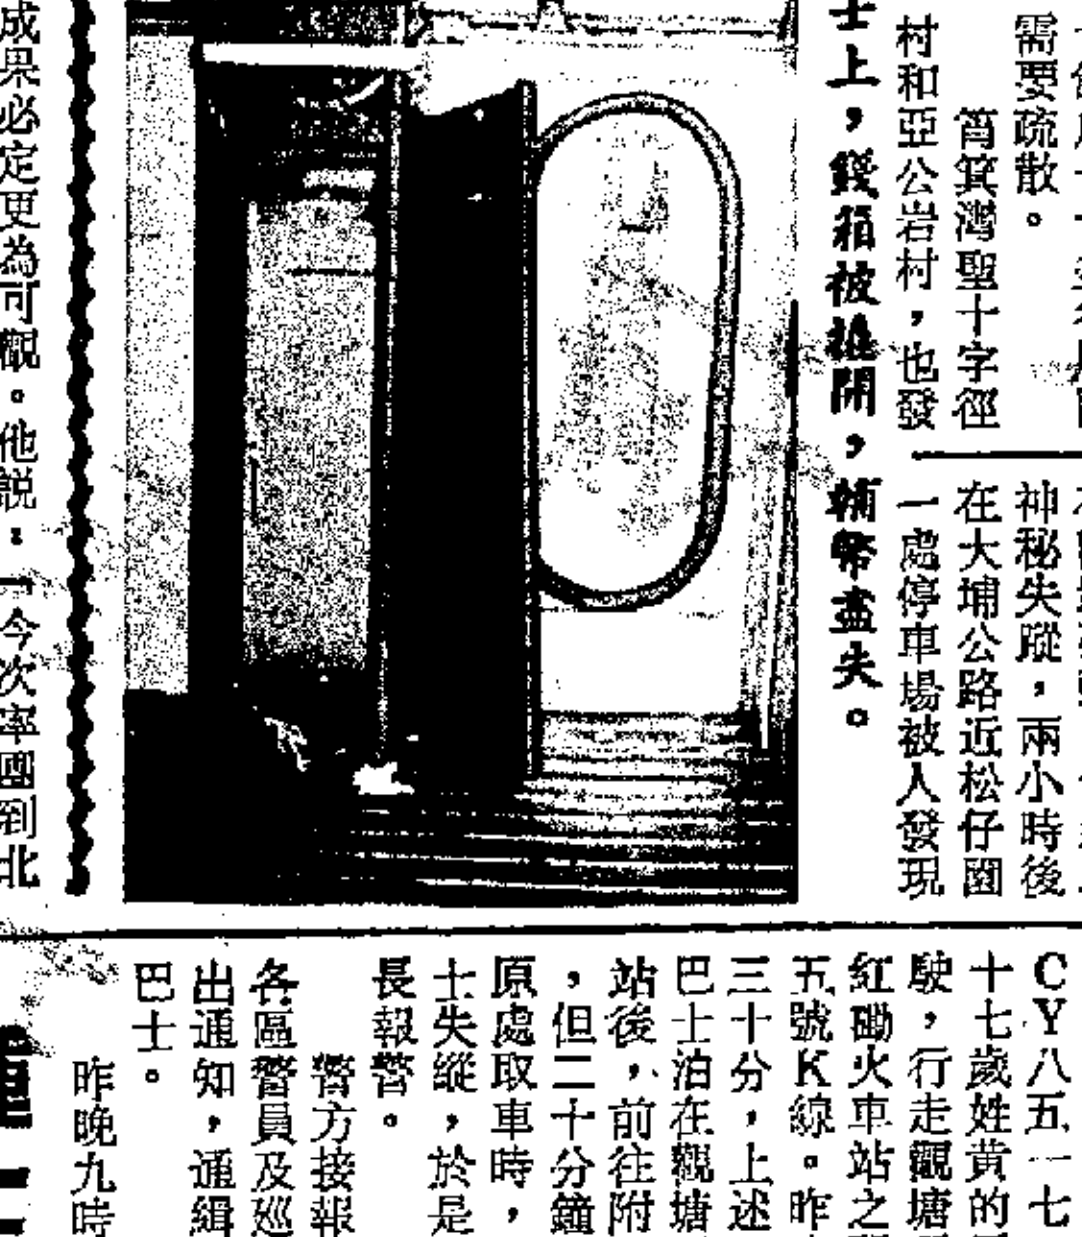 需要疏散。
筲箕灣聖十字徑
村和亞公岩村，也發
神秘失蹤，兩小時後
在大埔公路近松仔園
一處停車場被人發現
士上，錢箱被撬開，輔幣盡失。
成果必定更為可觀。他説：「今次率團到北
CY八五一七
十七歲姓黃的
駛，行走觀塘
紅磡火車站之
五號K線。昨
三十分，上述
巴士泊在觀塘
站後，前往附
，但二十分鐘
原處取車時，
士失縱，於是
長報警。
警方接報
各區警員及巡
出通知，通緝
巴士。
昨晚九時